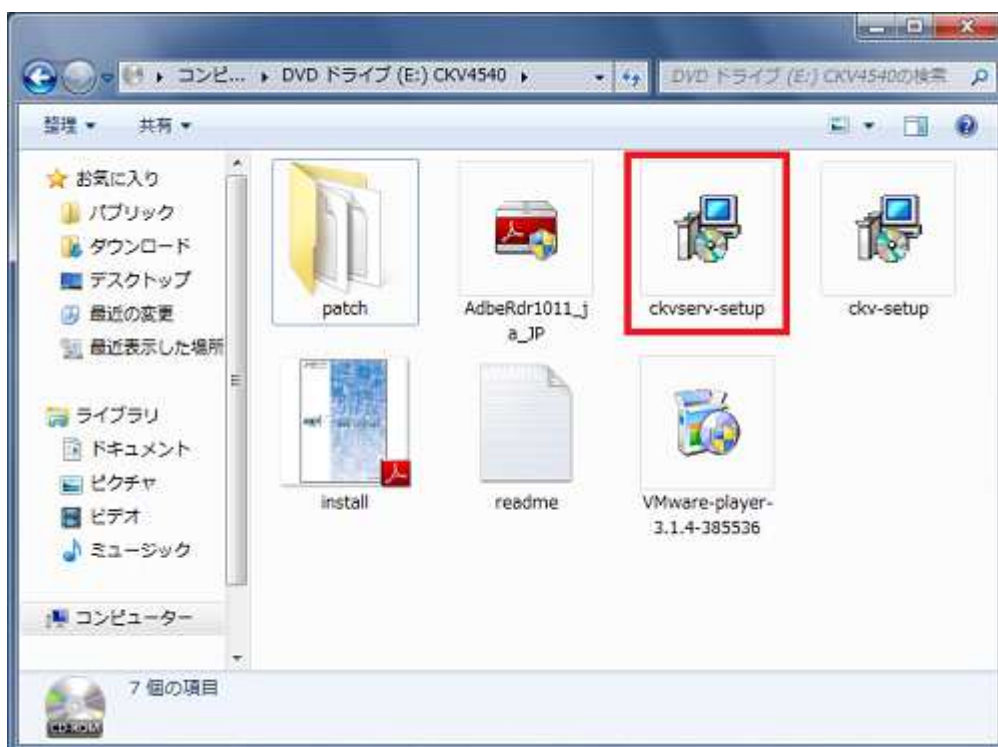 コンピ... ▸ DVD ドライブ (E:) CKV4540 ▸
DVD ドライブ (E:) CKV4540の検索
整理 ▾ 共有 ▾
お気に入り
パブリック
ダウンロード
デスクトップ
最近の変更
最近表示した場所
ライブラリ
ドキュメント
ピクチャ
ビデオ
ミュージック
コンピューター
patch
AdbeRdr1011_j
a_JP
ckvserv-setup
ckv-setup
install
readme
VMware-player-
3.1.4-385536
7 個の項目
CD-ROM